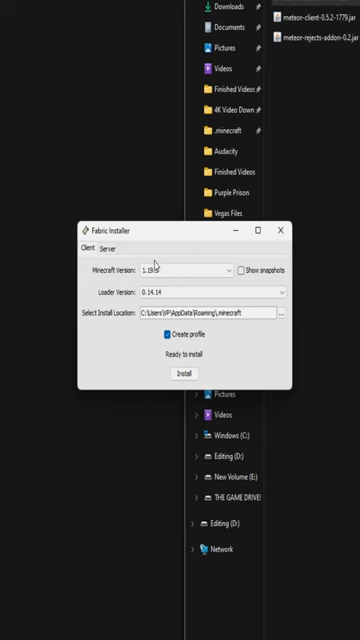 Downloads
meteor-client-0.5.2-1779.jar
Documents
meteor-rejects-addon-0.2.jar
Pictures
Videos
Finished Videos
4K Video Down
.minecraft
Audacity
Finished Videos
Purple Prison
Vegas Files
Fabric Installer
Client
Server
Minecraft Version:
Show snapshots
Loader Version:
0.14.14
Select Install Location:
C:\Users\VP\AppData\Roaming\.minecraft
...
Create profile
Ready to install
Install
Pictures
Videos
Windows (C:)
Editing (D:)
New Volume (E:)
THE GAME DRIVE
Editing (D:)
Network